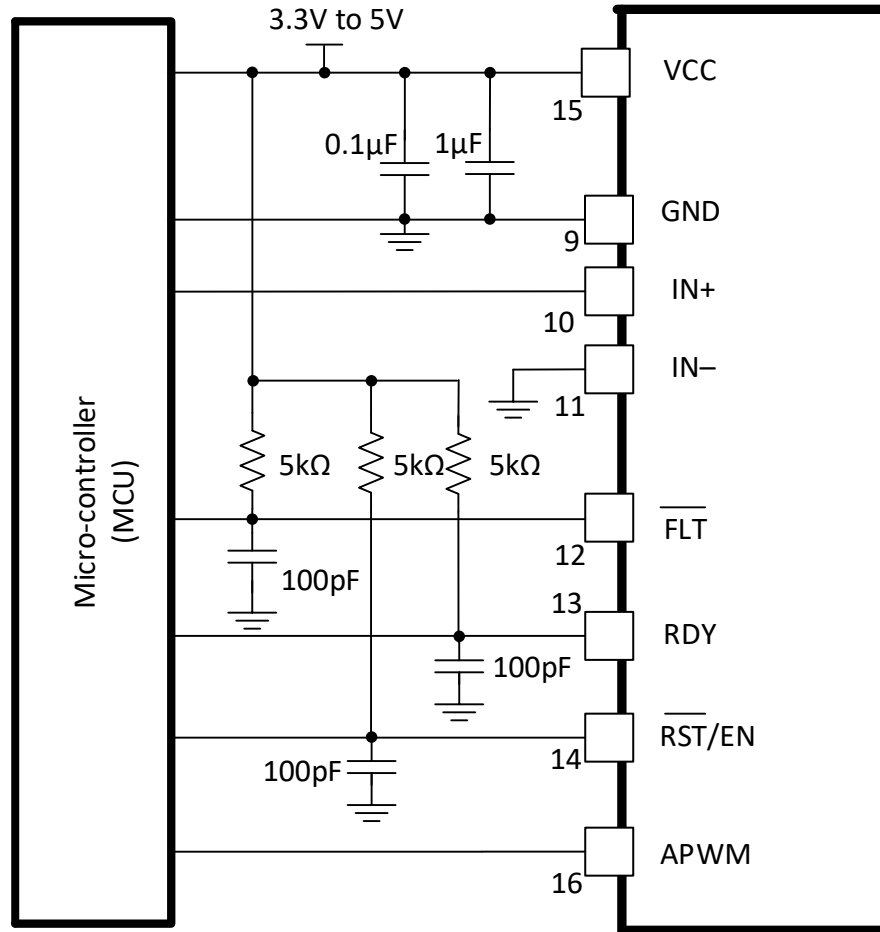 3.3V to 5V
VCC
15
0.1µF
1µF
GND
9
IN+
10
IN–
11
Micro-controller
(MCU)
5kΩ
5kΩ
5kΩ
FLT
12
100pF
13
RDY
100pF
RST/EN
14
100pF
APWM
16